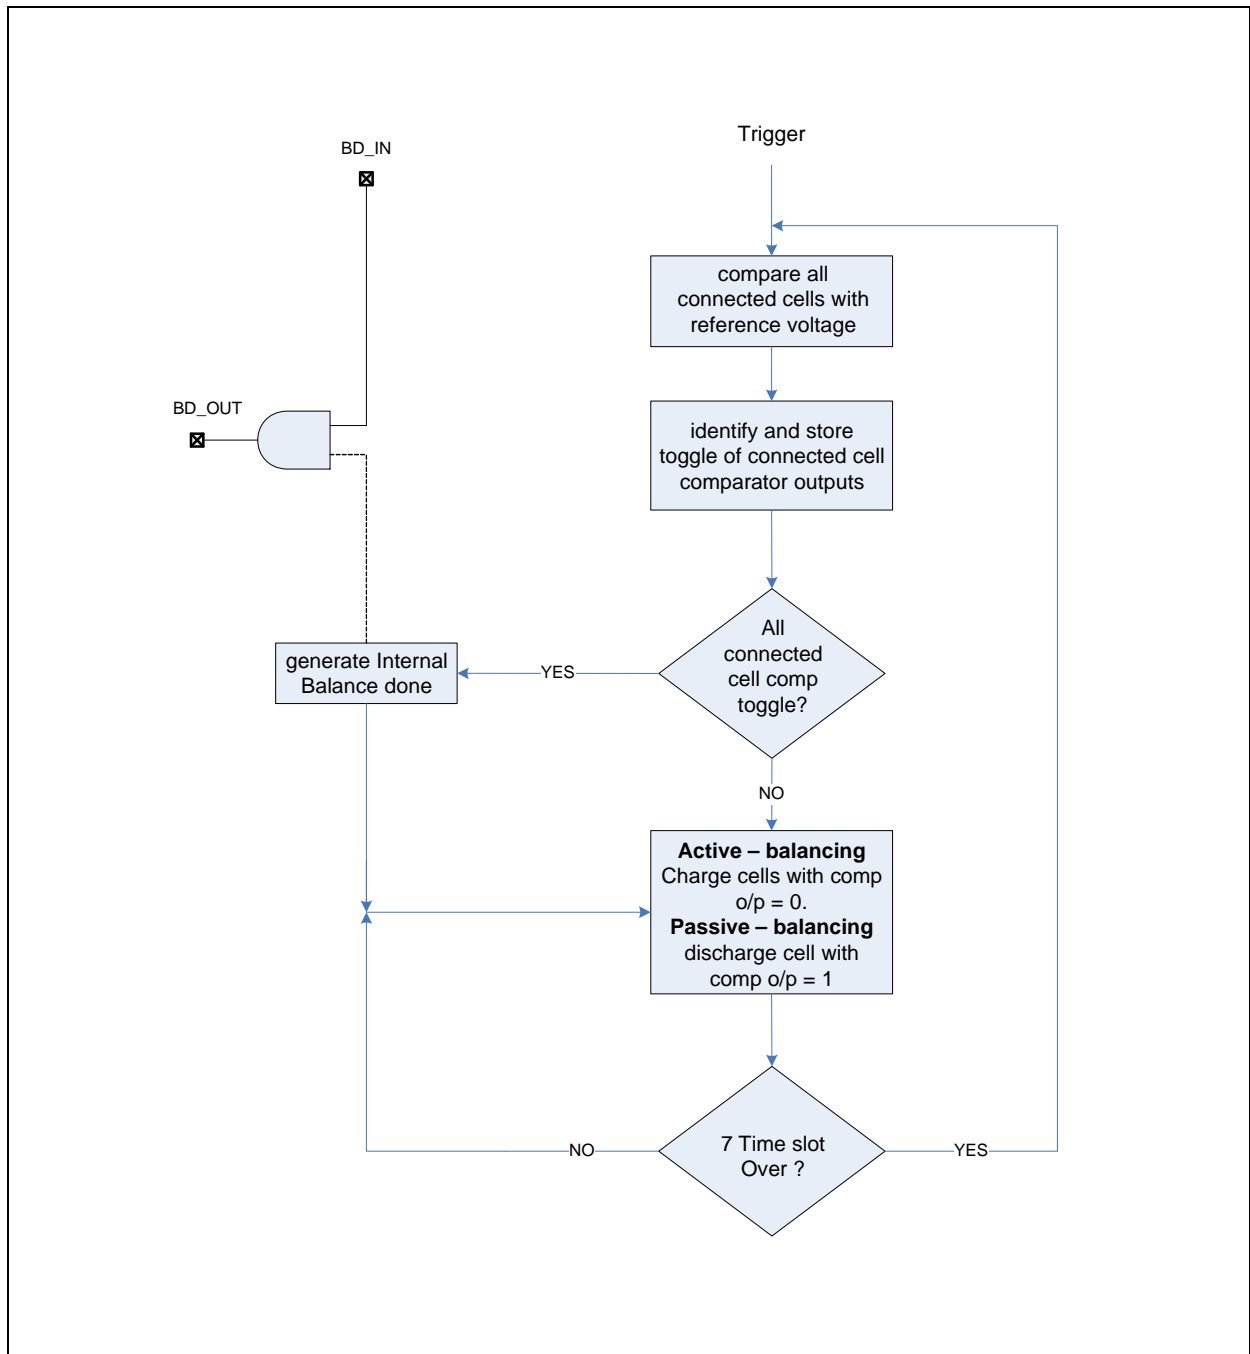 Trigger
BD_IN
compare all
connected cells with
reference voltage
BD_OUT
identify and store
toggle of connected cell
comparator outputs
All
connected
cell comp
toggle?
YES
generate Internal
Balance done
NO
Active – balancing
Charge cells with comp
o/p = 0.
Passive – balancing
discharge cell with
comp o/p = 1
7 Time slot
Over ?
NO
YES